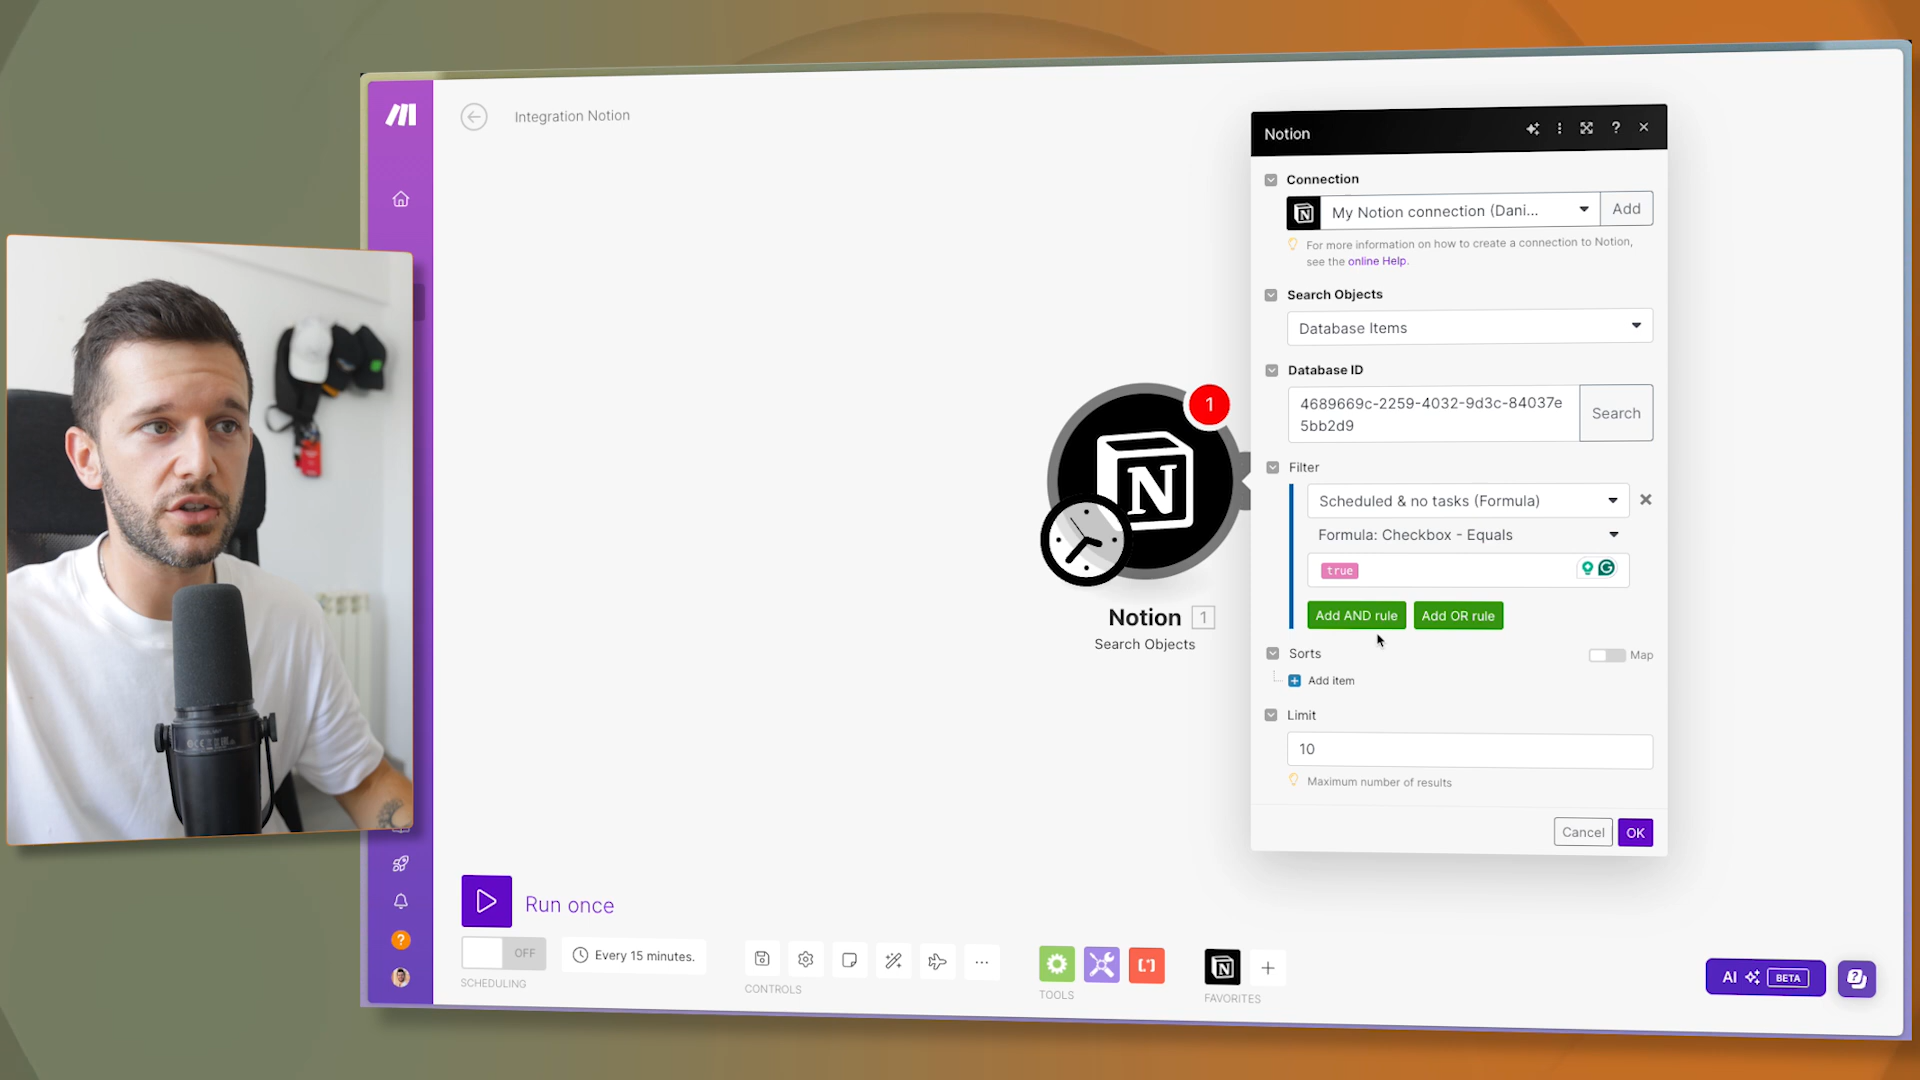 Integration Notion
Notion
?
Connection
My Notion connection (Dani...
Add
For more information on how to create a connection to Notion,
see the online Help.
Search Objects
Database Items
Database ID
4689669c-2259-4032-9d3c-84037e
5bb2d9
Search
Filter
Scheduled & no tasks (Formula)
Formula: Checkbox - Equals
true
Add AND rule
Add OR rule
Sorts
Map
Add item
Limit
10
Maximum number of results
Cancel
OK
1
N
Notion 1
Search Objects
Run once
OFF
Every 15 minutes.
SCHEDULING
CONTROLS
TOOLS
FAVORITES
AI BETA
?